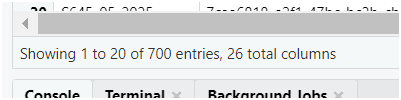 Showing 1 to 20 of 700 entries, 26 total columns
Console Terminal Background Jobs